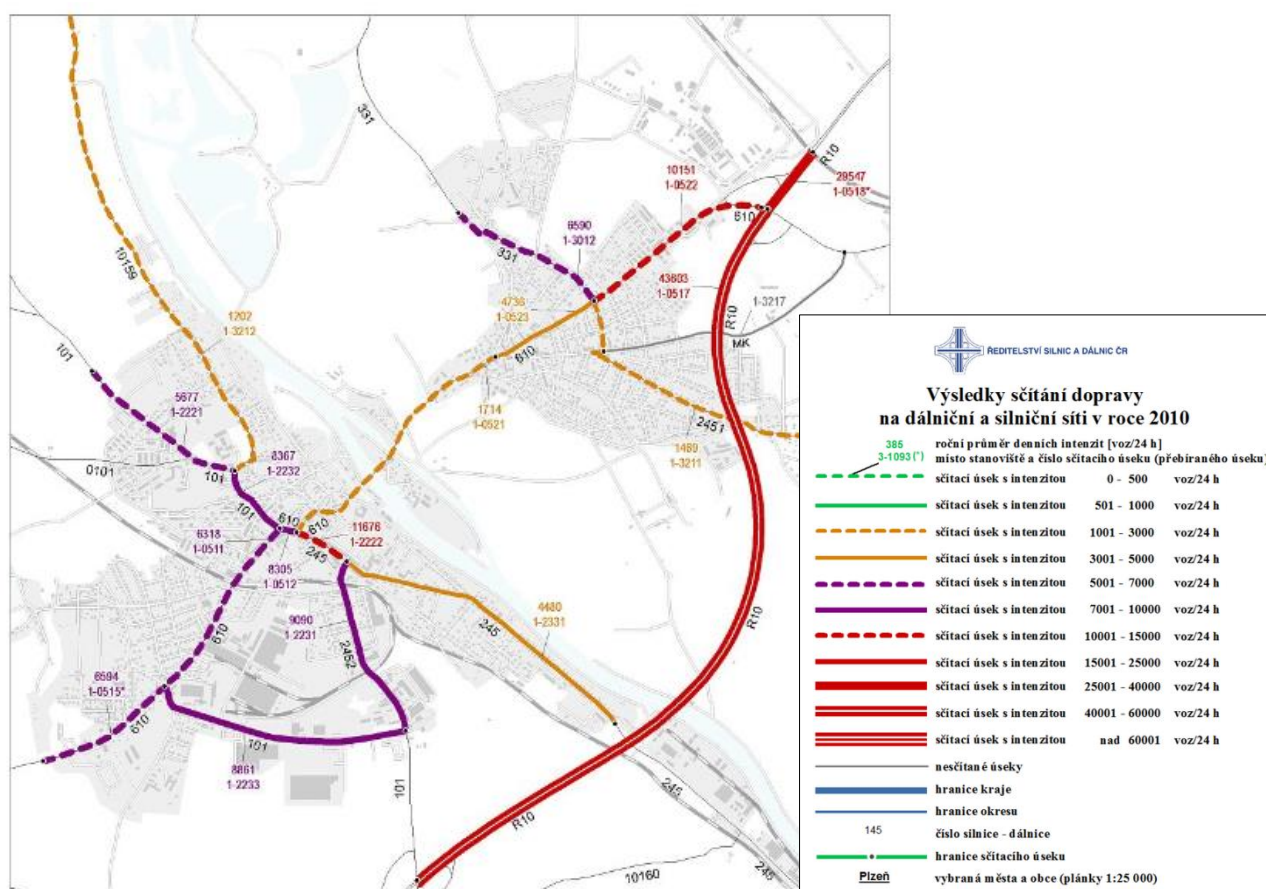 331
R10
10151
1-0522
29547
1-0518*
610
6590
1-3012
331
10159
43603
1-0517
4736
1-0523
1-3217
R10
MK
1202
1-3212
610
101
5677
1-2221
1714
1-0521
2451
1469
1-3211
8367
1-2232
0101
101
101
610
610
11676
1-2222
6318
1-0511
245
8305
1-0512
R10
9090
1-2231
4480
1-2331
245
610
2452
6594
1-0515*
610
101
8861
1-2233
101
245
R10
10160
245
ŘEDITELSTVÍ SILNIC A DÁLNIC ČR
Výsledky sčítání dopravy
na dálniční a silniční síti v roce 2010
385
3-1093 (*)
roční průměr denních intenzit [voz/24 h]
místo stanoviště a číslo sčítacího úseku (přebíraného úseku)
sčítací úsek s intenzitou 0 - 500 voz/24 h
sčítací úsek s intenzitou 501 - 1000 voz/24 h
sčítací úsek s intenzitou 1001 - 3000 voz/24 h
sčítací úsek s intenzitou 3001 - 5000 voz/24 h
sčítací úsek s intenzitou 5001 - 7000 voz/24 h
sčítací úsek s intenzitou 7001 - 10000 voz/24 h
sčítací úsek s intenzitou 10001 - 15000 voz/24 h
sčítací úsek s intenzitou 15001 - 25000 voz/24 h
sčítací úsek s intenzitou 25001 - 40000 voz/24 h
sčítací úsek s intenzitou 40001 - 60000 voz/24 h
sčítací úsek s intenzitou nad 60001 voz/24 h
nesčítané úseky
hranice kraje
hranice okresu
145 číslo silnice - dálnice
hranice sčítacího úseku
Plzeň vybraná města a obce (plánky 1:25 000)